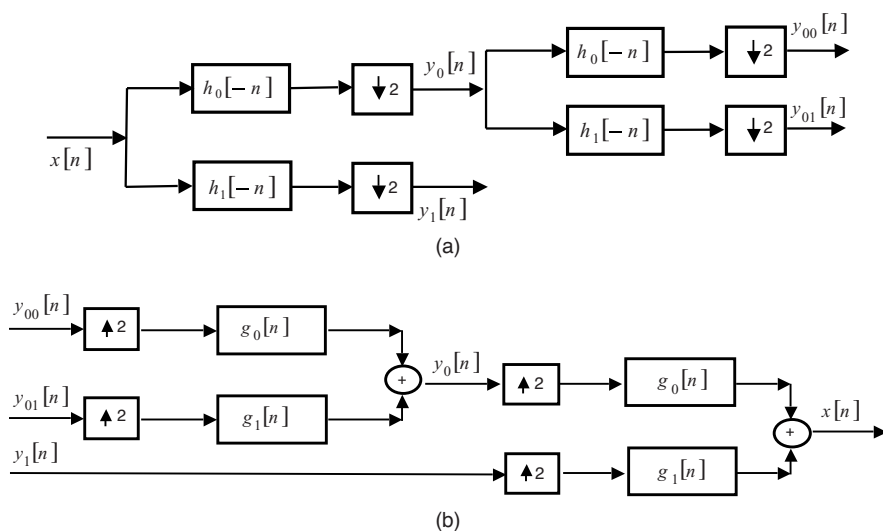 y₀₀[n]
h₀[−n] ↓2
y₀[n]
h₀[−n] ↓2
y₀₁[n]
h₁[−n] ↓2
x[n]
h₁[−n] ↓2
y₁[n]
(a)
y₀₀[n]
↑2 g₀[n]
y₀[n]
+ ↑2 g₀[n]
y₀₁[n]
↑2 g₁[n]
x[n]
+
y₁[n]
↑2 g₁[n]
(b)